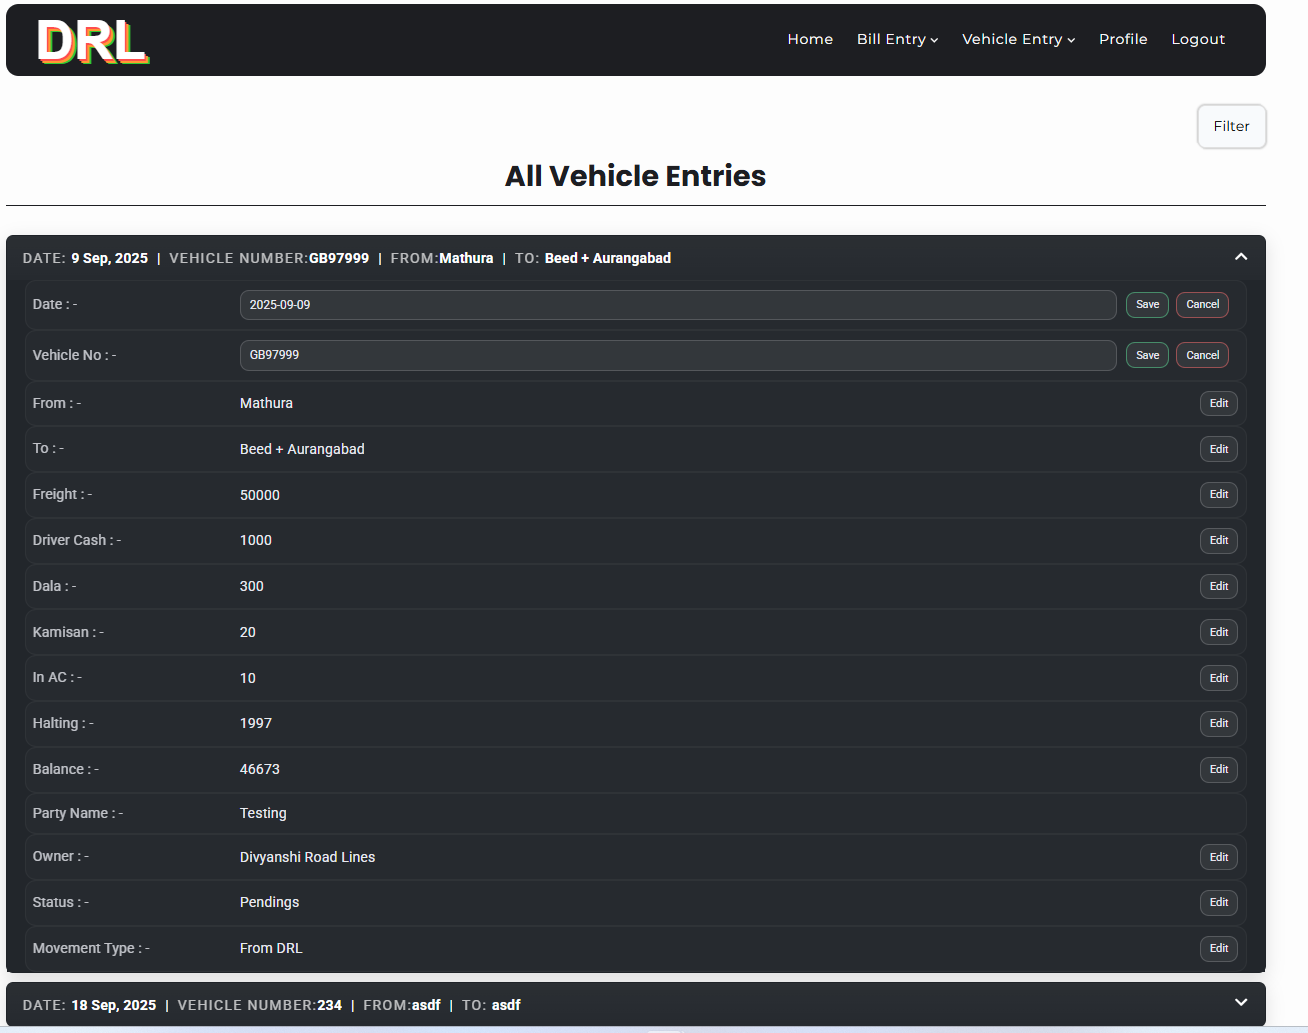 DRL
Home Bill Entry Vehicle Entry Profile Logout
Filter
All Vehicle Entries
DATE: 9 Sep, 2025 | VEHICLE NUMBER:GB97999 | FROM:Mathura | TO: Beed + Aurangabad
Date : - 2025-09-09 Save Cancel
Vehicle No : - GB97999 Save Cancel
From : - Mathura Edit
To : - Beed + Aurangabad Edit
Freight : - 50000 Edit
Driver Cash : - 1000 Edit
Dala : - 300 Edit
Kamisan : - 20 Edit
In AC : - 10 Edit
Halting : - 1997 Edit
Balance : - 46673 Edit
Party Name : - Testing
Owner : - Divyanshi Road Lines Edit
Status : - Pendings Edit
Movement Type : - From DRL Edit
DATE: 18 Sep, 2025 | VEHICLE NUMBER:234 | FROM:asdf | TO: asdf